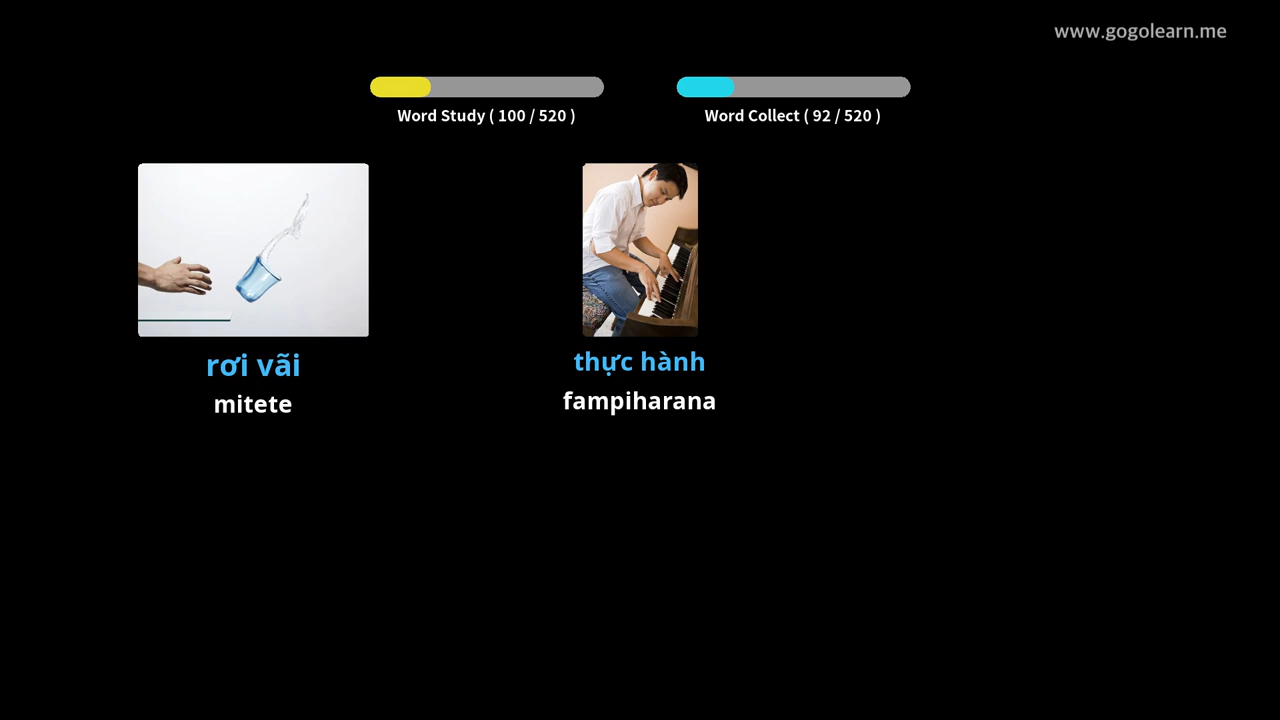 www.gogolearn.me
Word Study ( 100 / 520 )
Word Collect ( 92 / 520 )
rơi vãi
mitete
thực hành
fampiharana